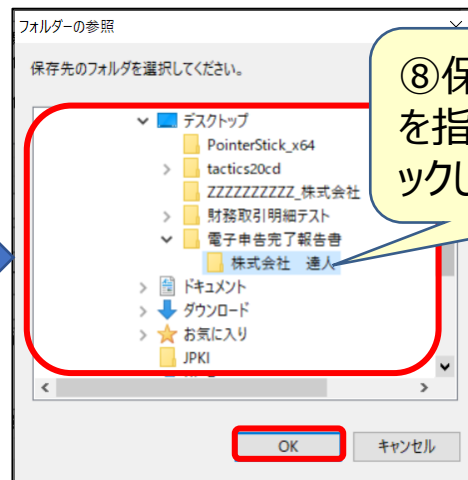 フォルダーの参照
保存先のフォルダを選択してください。
デスクトップ
PointerStick_x64
tactics20cd
ZZZZZZZZZZ_株式会社
財務取引明細テスト
電子申告完了報告書
株式会社　達人
ドキュメント
ダウンロード
お気に入り
JPKI
OK
キャンセル
⑧保
を指
ックし